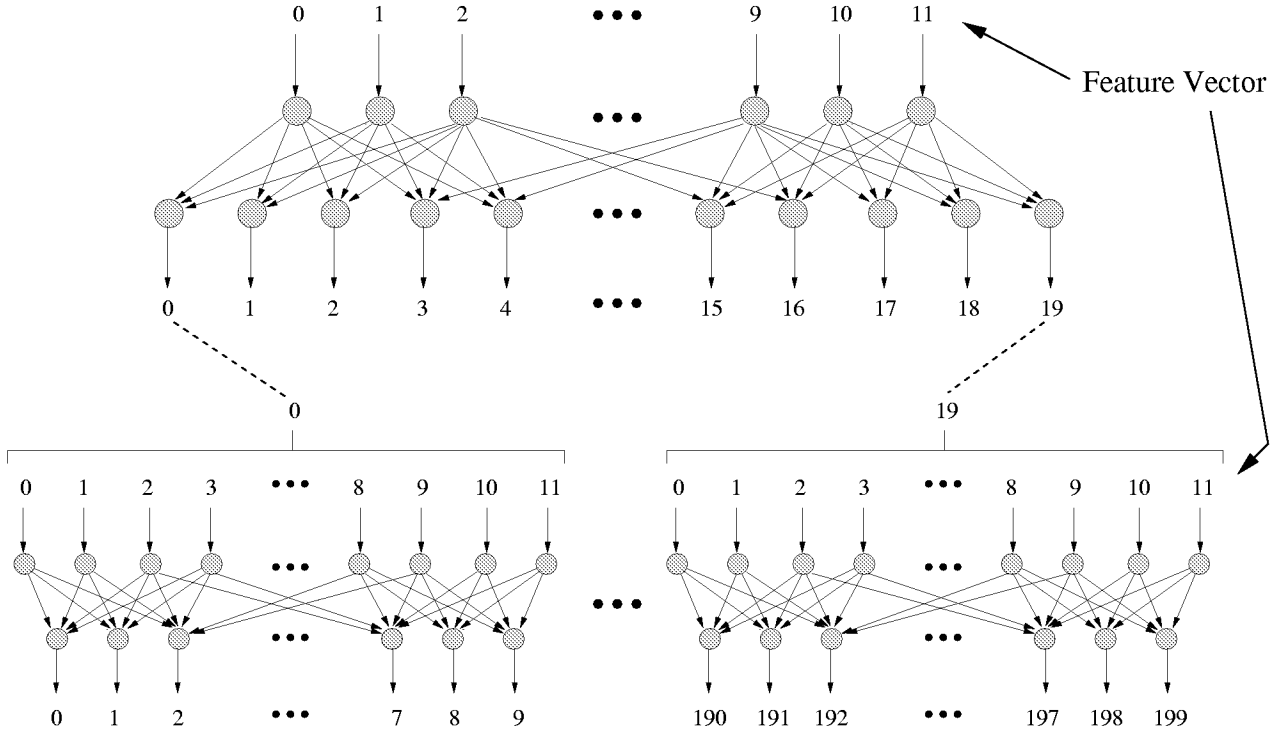 0 1 2 ••• 9 10 11
Feature Vector
•••
•••
0 1 2 3 4 ••• 15 16 17 18 19
0 19
0 1 2 3 ••• 8 9 10 11 0 1 2 3 ••• 8 9 10 11
••• •••
•••
••• •••
0 1 2 ••• 7 8 9 190 191 192 ••• 197 198 199